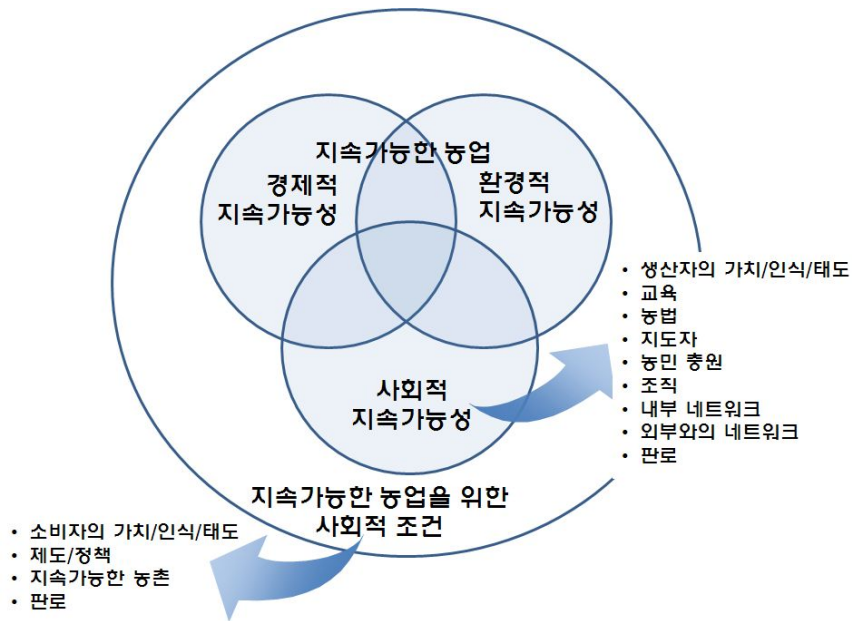 지속가능한 농업
경제적
지속가능성
환경적
지속가능성
사회적
지속가능성
• 생산자의 가치/인식/태도
• 교육
• 농법
• 지도자
• 농민 충원
• 조직
• 내부 네트워크
• 외부와의 네트워크
• 판로
지속가능한 농업을 위한
사회적 조건
• 소비자의 가치/인식/태도
• 제도/정책
• 지속가능한 농촌
• 판로